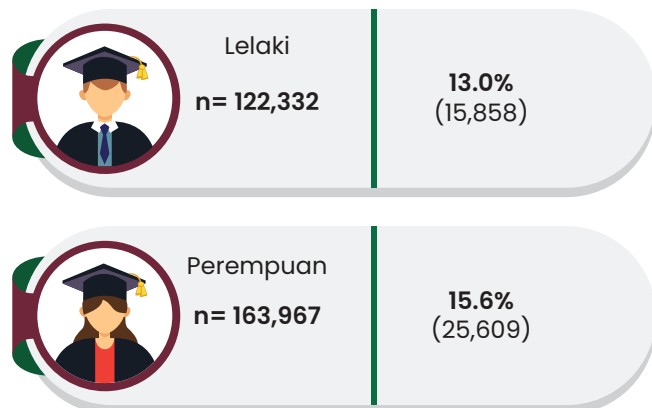 Lelaki
n= 122,332
13.0%
(15,858)
Perempuan
n= 163,967
15.6%
(25,609)